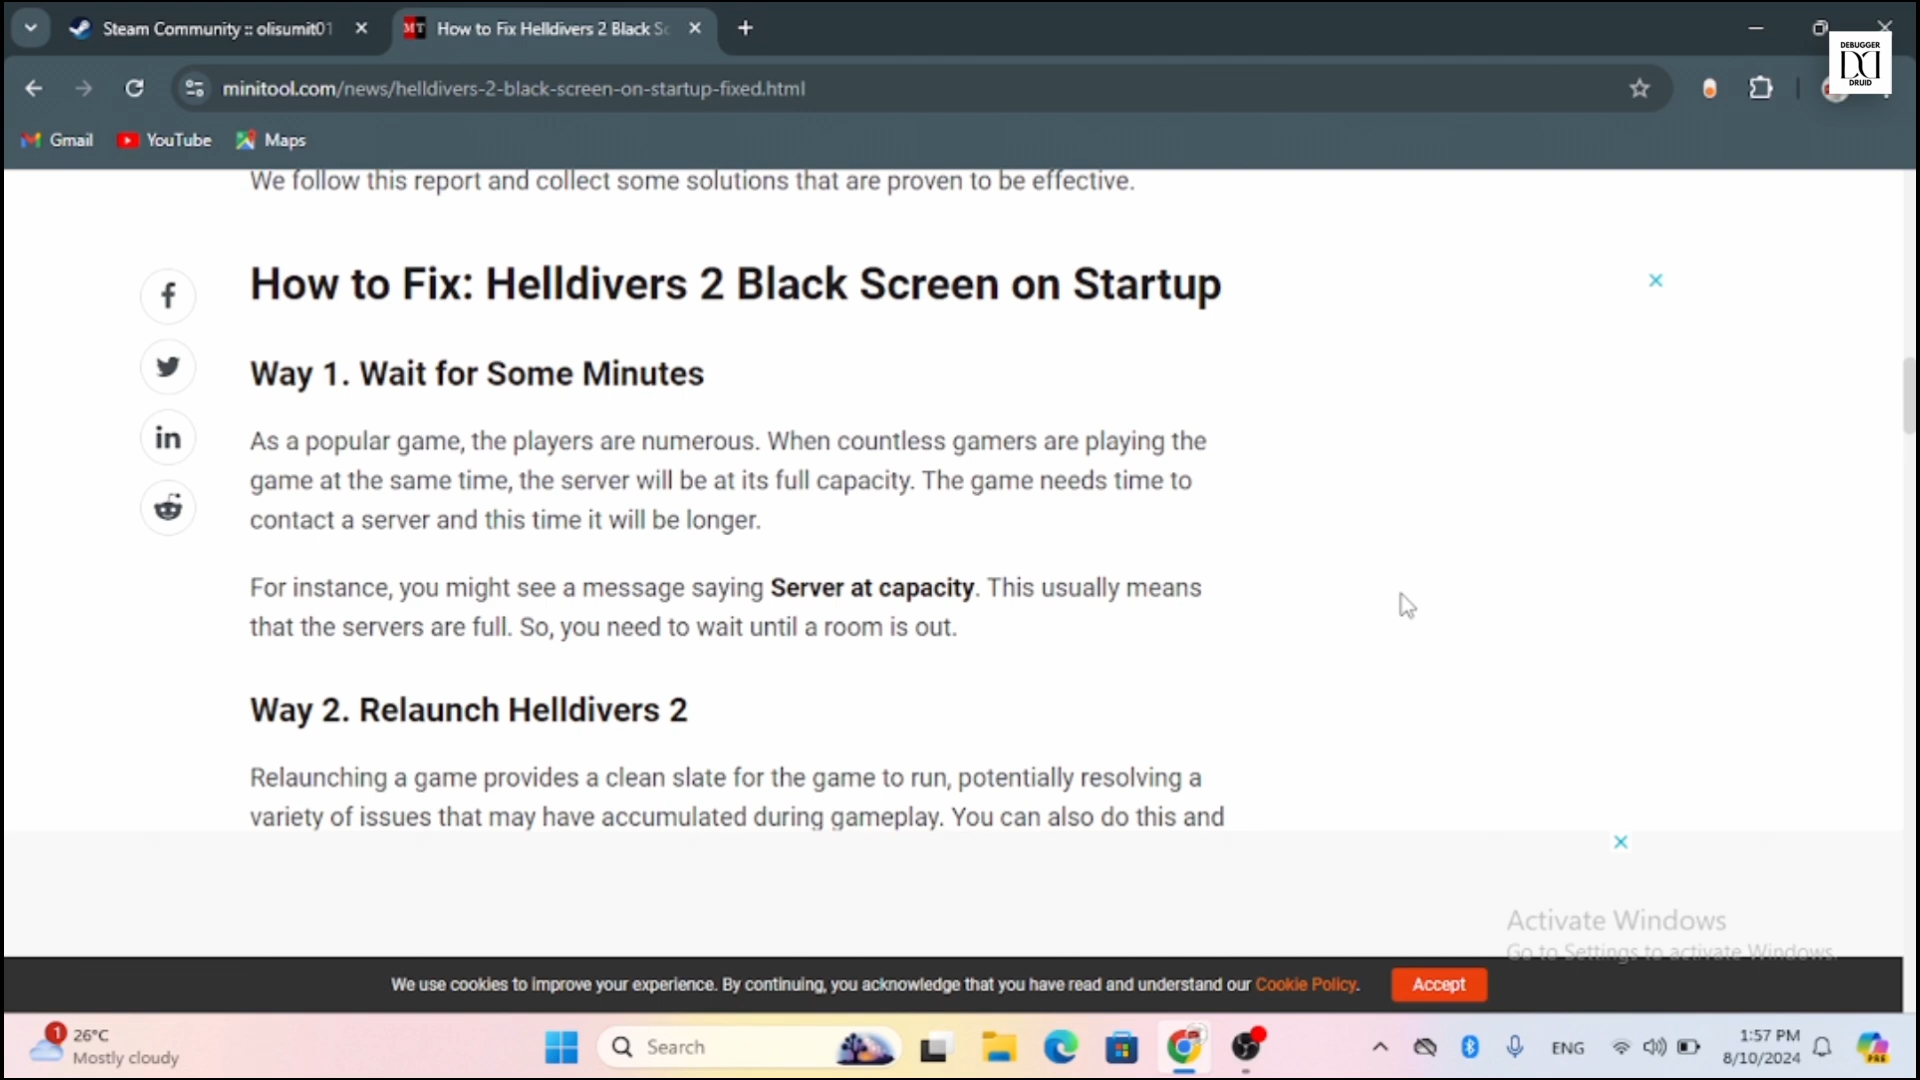 Steam Community :: olisumit01
MT How to Fix Helldivers 2 Black Sc
DEBUGGER
DD
DRUID
minitool.com/news/helldivers-2-black-screen-on-startup-fixed.html
Gmail YouTube Maps
We follow this report and collect some solutions that are proven to be effective.
How to Fix: Helldivers 2 Black Screen on Startup
Way 1. Wait for Some Minutes
As a popular game, the players are numerous. When countless gamers are playing the
game at the same time, the server will be at its full capacity. The game needs time to
contact a server and this time it will be longer.
For instance, you might see a message saying Server at capacity. This usually means
that the servers are full. So, you need to wait until a room is out.
Way 2. Relaunch Helldivers 2
Relaunching a game provides a clean slate for the game to run, potentially resolving a
variety of issues that may have accumulated during gameplay. You can also do this and
Activate Windows
Go to Settings to activate Windows.
We use cookies to improve your experience. By continuing, you acknowledge that you have read and understand our Cookie Policy.
Accept
1
26°C
Mostly cloudy
Search
ENG
1:57 PM
8/10/2024
PRE